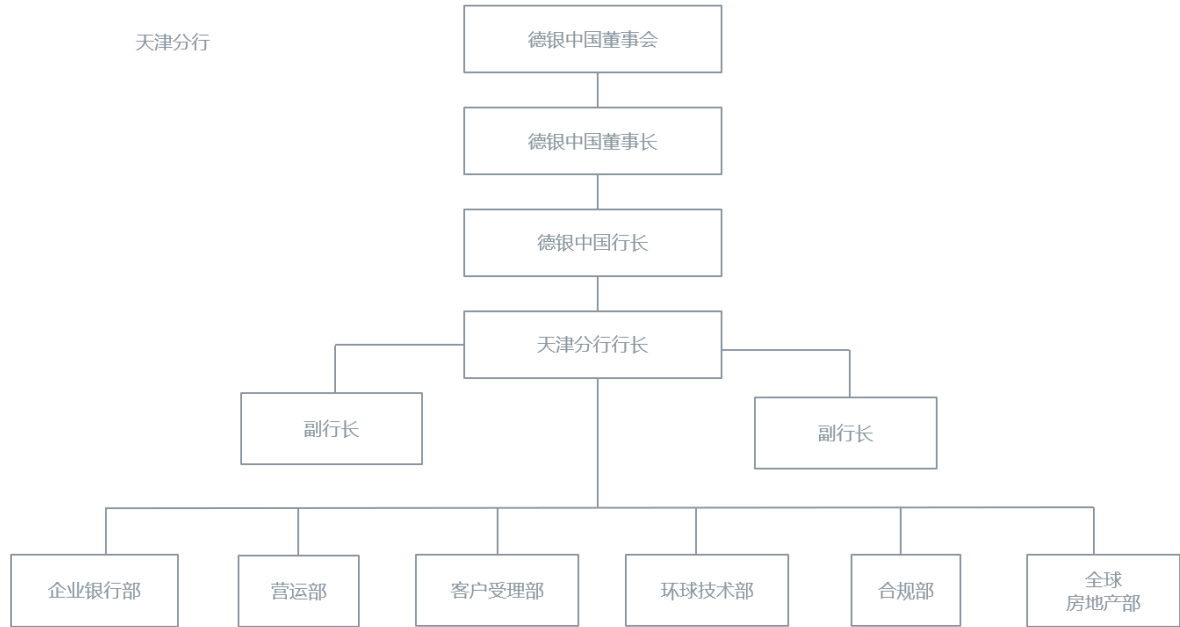 天津分行
德银中国董事会
德银中国董事长
德银中国行长
天津分行行长
副行长
副行长
企业银行部
营运部
客户受理部
环球技术部
合规部
全球
房地产部